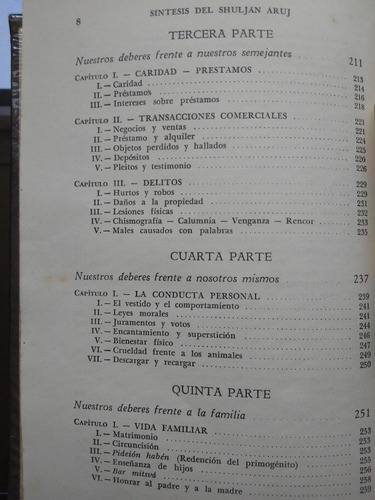 8 SINTESIS DEL SHULJAN ARUJ
TERCERA PARTE
Nuestros deberes frente a nuestros semejantes 211
CAPÍTULO I. — CARIDAD — PRESTAMOS 213
I.—Caridad 214
II.—Préstamos 216
III.—Intereses sobre préstamos 218
CAPÍTULO II. — TRANSACCIONES COMERCIALES 221
I.—Negocios y ventas 221
II.—Préstamo y alquiler 224
III.—Objetos perdidos y hallados 225
IV.—Depósitos 226
V.—Pleitos y testimonio 226
CAPÍTULO III. — DELITOS 229
I.—Hurtos y robos 229
II.—Daños a la propiedad 231
III.—Lesiones físicas 232
IV.—Chismografía — Calumnia — Venganza — Rencor 233
V.—Males causados con palabras 235
CUARTA PARTE
Nuestros deberes frente a nosotros mismos 237
CAPÍTULO I. — LA CONDUCTA PERSONAL 239
I.—El vestido y el comportamiento 241
II.—Leyes morales 241
III.—Juramentos y votos 244
IV.—Encantamiento y superstición 246
V.—Bienestar físico 247
VI.—Crueldad frente a los animales 249
VII.—Descargar y recargar 250
QUINTA PARTE
Nuestros deberes frente a la familia 251
CAPÍTULO I. — VIDA FAMILIAR 253
I.—Matrimonio 253
II.—Circuncisión 253
III.—Pideión habén (Redención del primogénito) 255
IV.—Enseñanza de hijos 256
V.—Bar mitsvá 258
VI.—Honrar al padre y a la madre 259